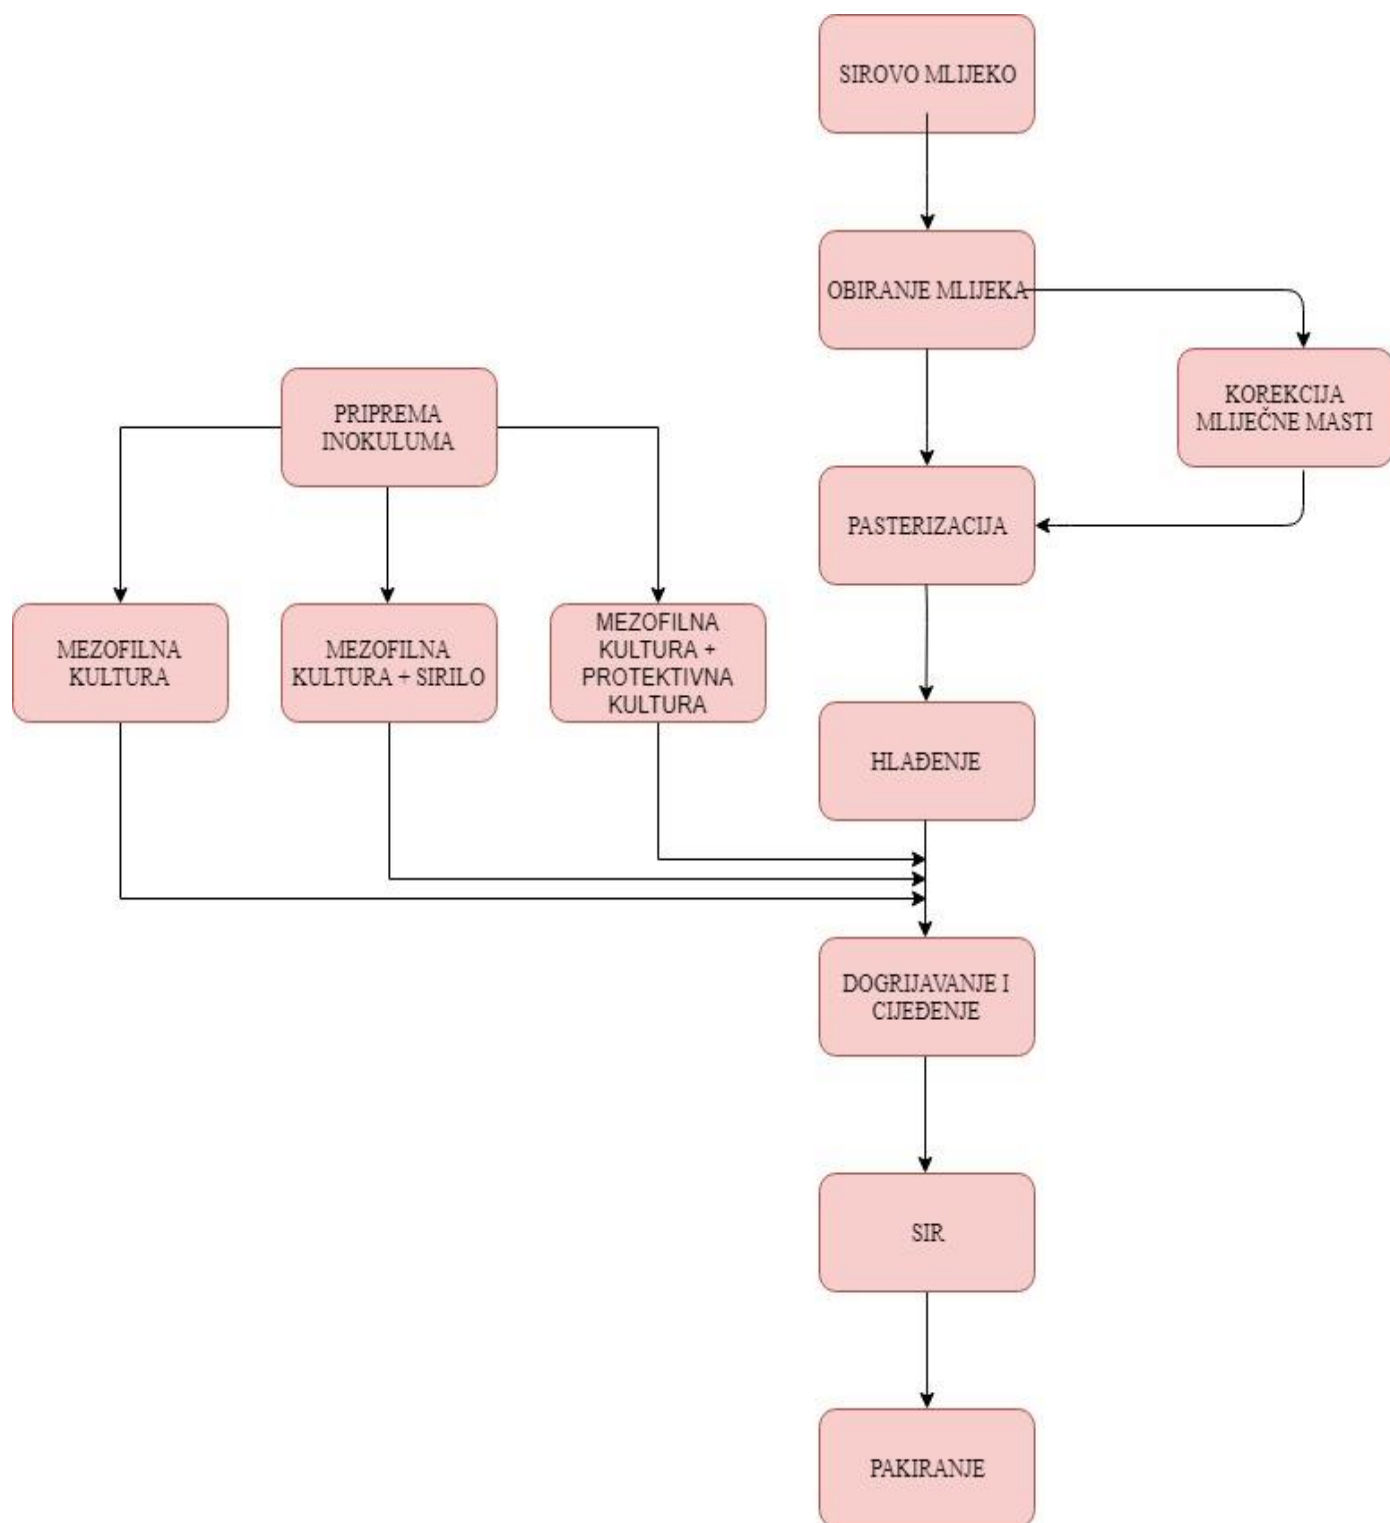 SIROVO MLIJEKO
OBIRANJE MLIJEKA
KOREKCIJA
MLIJEČNE MASTI
PRIPREMA
INOKULUMA
PASTERIZACIJA
MEZOFILNA
KULTURA
MEZOFILNA
KULTURA + SIRILO
MEZOFILNA
KULTURA +
PROTEKTIVNA
KULTURA
HLAĐENJE
DOGRIJAVANJE I
CIJEĐENJE
SIR
PAKIRANJE